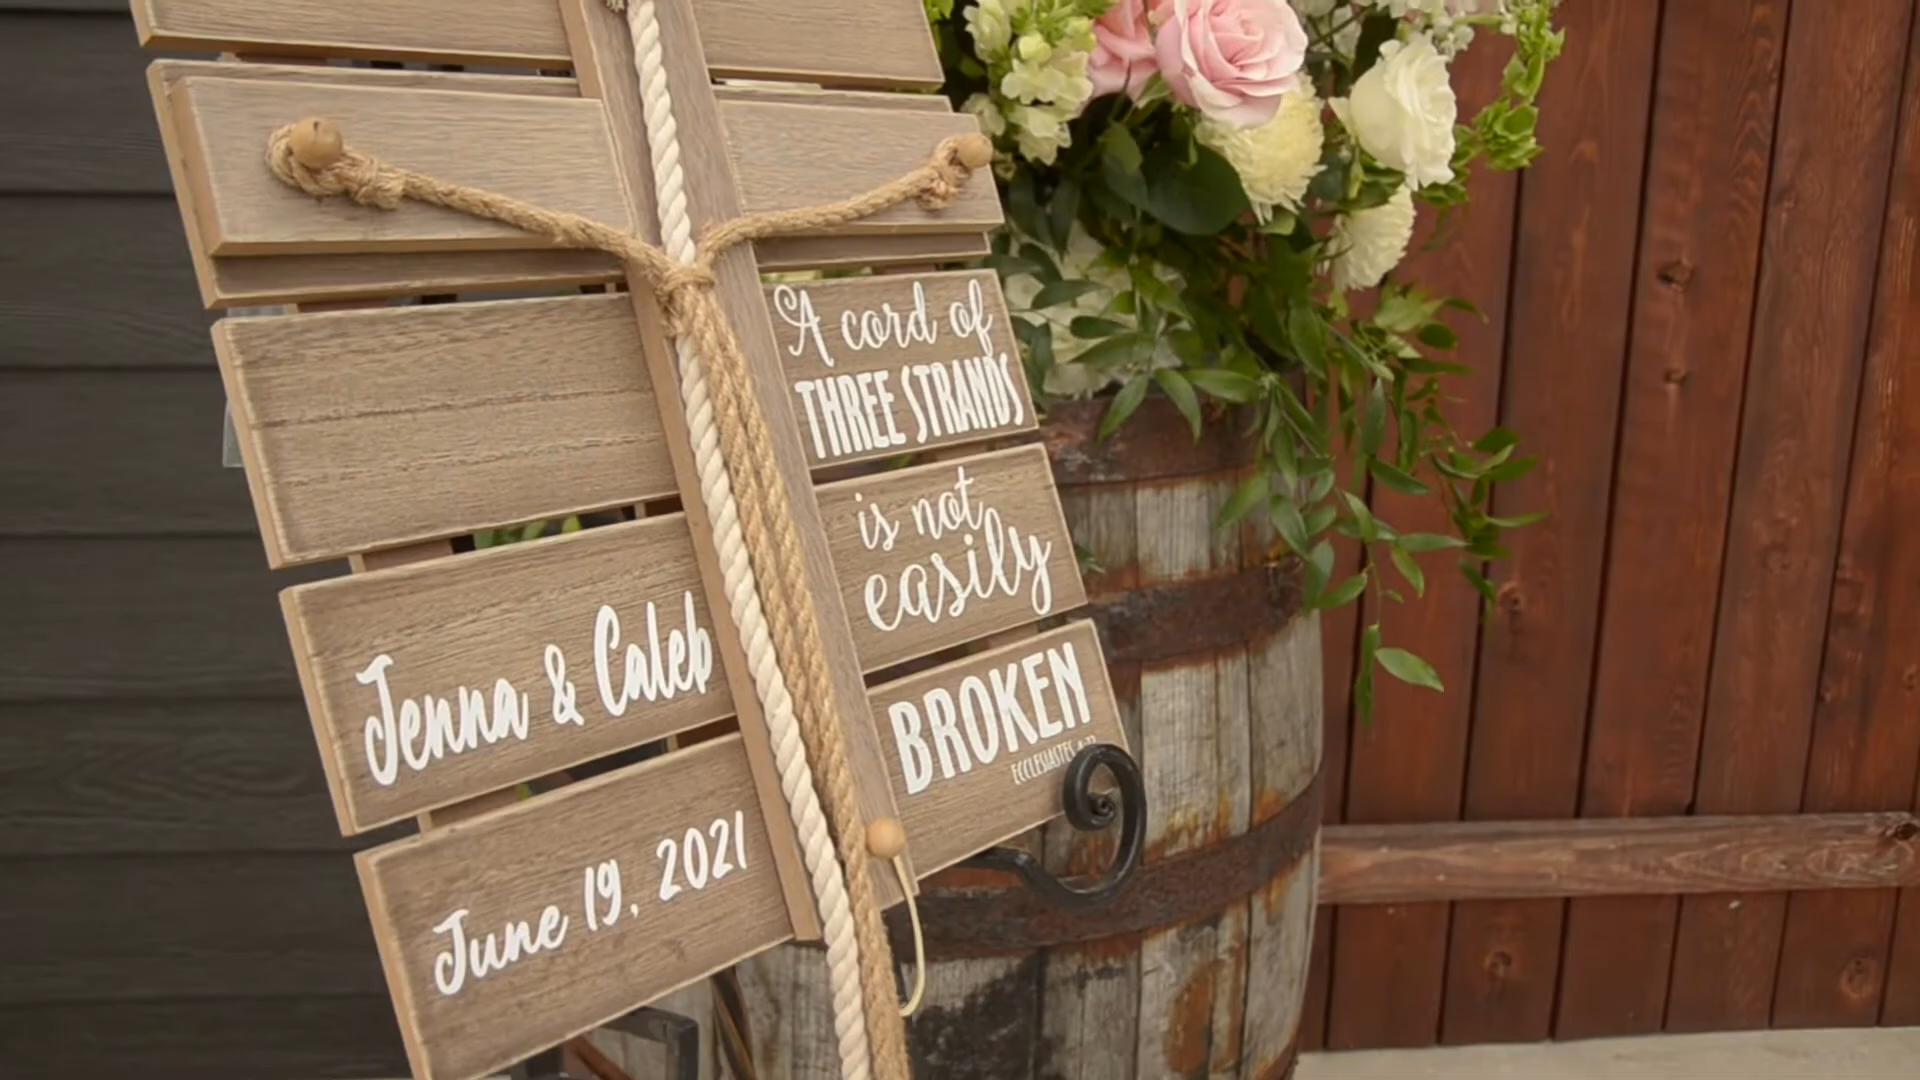 A cord of
THREE STRANDS
is not
easily
BROKEN
ECCLESIASTES
Jenna & Caleb
June 19, 2021